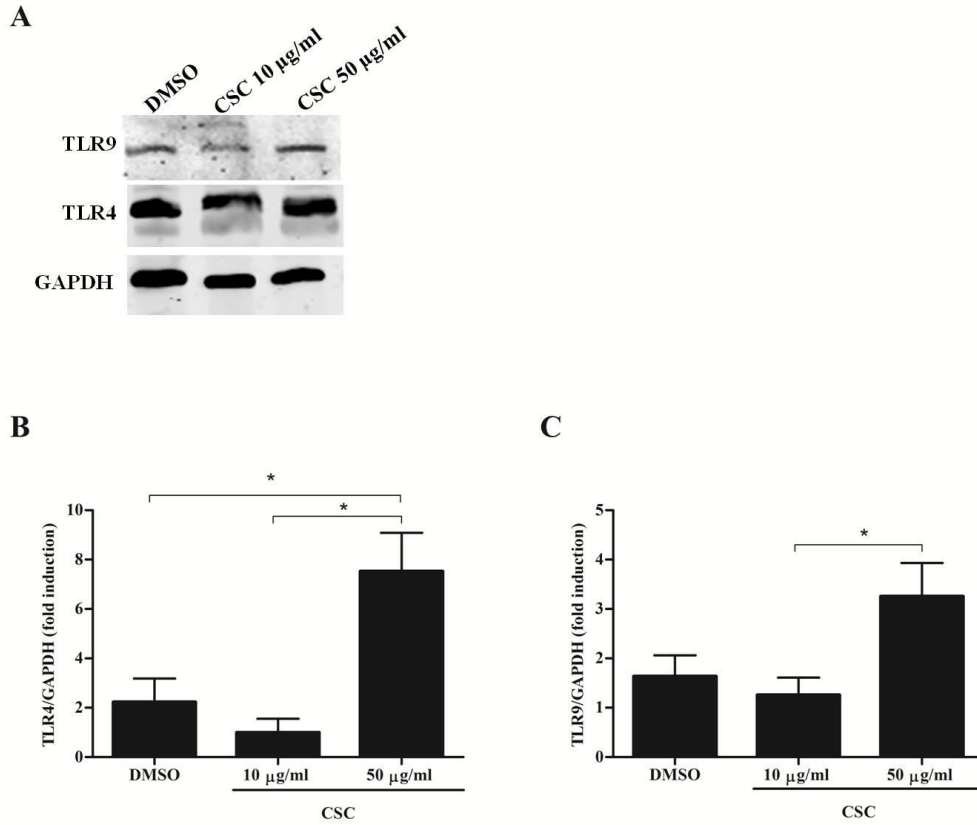 A
DMSO
CSC 10 µg/ml
CSC 50 µg/ml
TLR9
TLR4
GAPDH
B
*
*
10
8
6
4
2
0
TLR4/GAPDH (fold induction)
DMSO
10 µg/ml
50 µg/ml
CSC
C
*
5
4
3
2
1
0
TLR9/GAPDH (fold induction)
DMSO
10 µg/ml
50 µg/ml
CSC